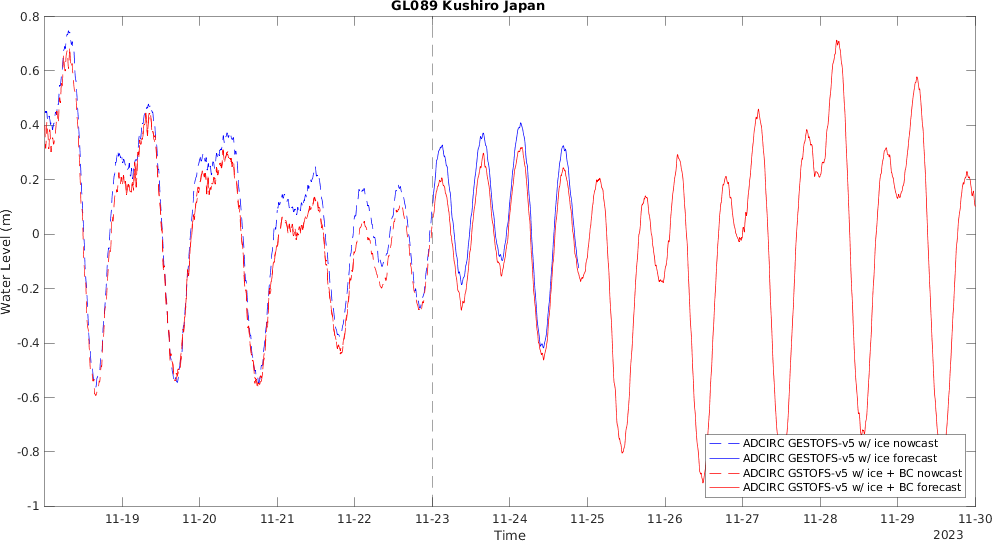 GL089 Kushiro Japan
0.8
0.6
0.4
0.2
0
-0.2
-0.4
-0.6
-0.8
-1
Water Level (m)
ADCIRC GESTOFS-v5 w/ ice nowcast
ADCIRC GESTOFS-v5 w/ ice forecast
ADCIRC GSTOFS-v5 w/ ice + BC nowcast
ADCIRC GSTOFS-v5 w/ ice + BC forecast
11-19 11-20 11-21 11-22 11-23 11-24 11-25 11-26 11-27 11-28 11-29 11-30
Time
2023